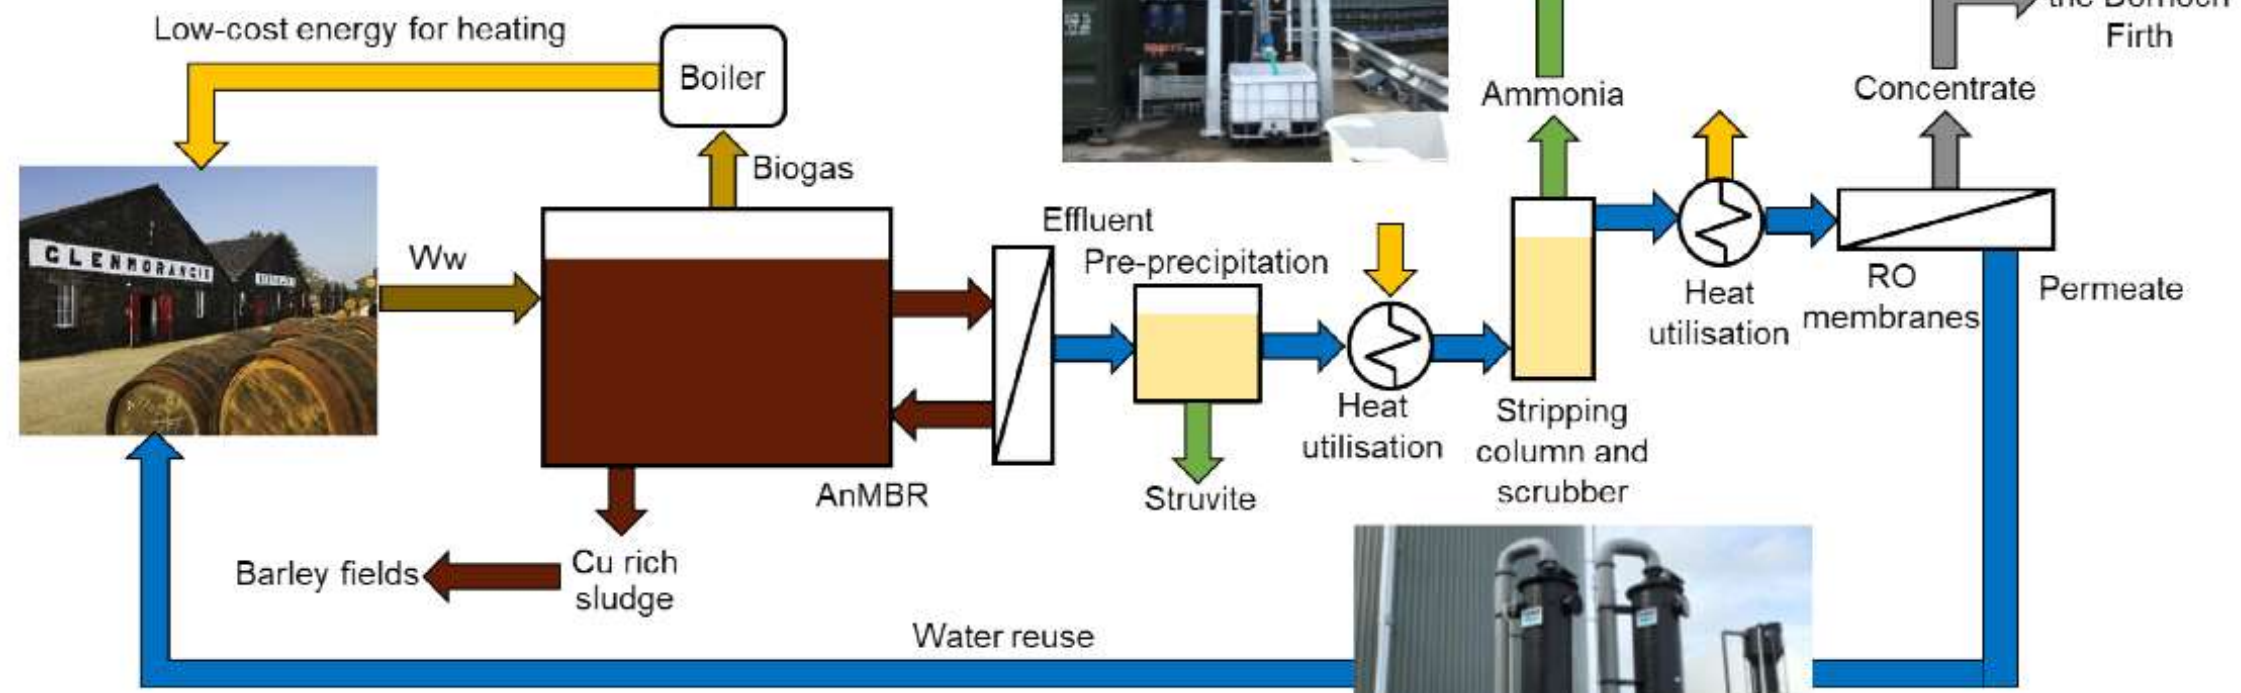 Low-cost energy for heating
Boiler
Biogas
GLENMORANGIE
Ww
AnMBR
Cu rich
sludge
Barley fields
Effluent
Pre-precipitation
Struvite
Heat
utilisation
Stripping
column and
scrubber
Ammonia
Heat
utilisation
Concentrate
Firth
RO
membranes
Permeate
Water reuse